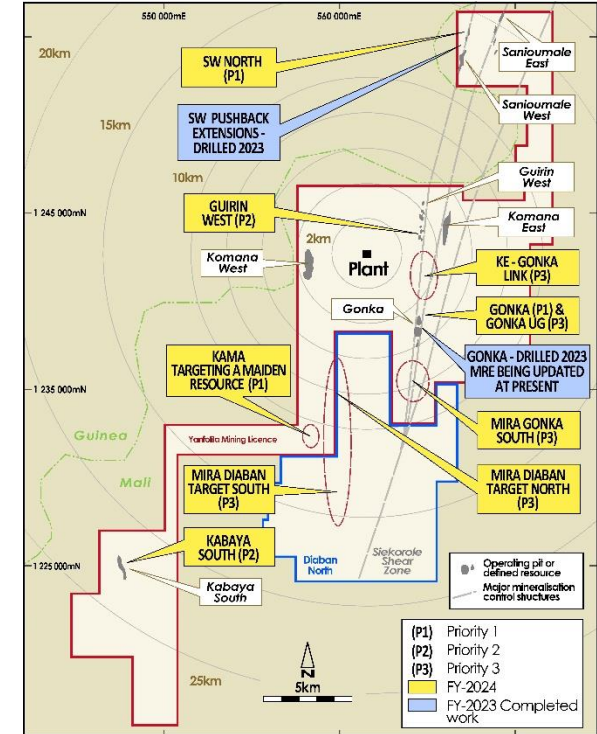 550 000mE
560 000mE
20km
SW NORTH
(P1)
Sanioumale
East
SW PUSHBACK
EXTENSIONS -
DRILLED 2023
Sanioumale
West
15km
10km
Guirin
West
1 245 000mN
GUIRIN
WEST (P2)
Komana
East
2km
Komana
West
Plant
KE - GONKA
LINK (P3)
Gonka
GONKA (P1) &
GONKA UG (P3)
KAMA
TARGETING A MAIDEN
RESOURCE (P1)
GONKA - DRILLED 2023
MRE BEING UPDATED
AT PRESENT
1 235 000mN
Guinea
Yanfolila Mining Licence
MIRA GONKA
SOUTH (P3)
Mali
MIRA DIABAN
TARGET SOUTH
(P3)
MIRA DIABAN
TARGET NORTH
(P3)
KABAYA
SOUTH (P2)
1 225 000mN
Diaban
North
Siekorole
Shear
Zone
Kabaya
South
Operating pit or
defined resource
Major mineralisation
control structures
(P1) Priority 1
(P2) Priority 2
(P3) Priority 3
FY-2024
FY-2023 Completed
work
N
5km
25km